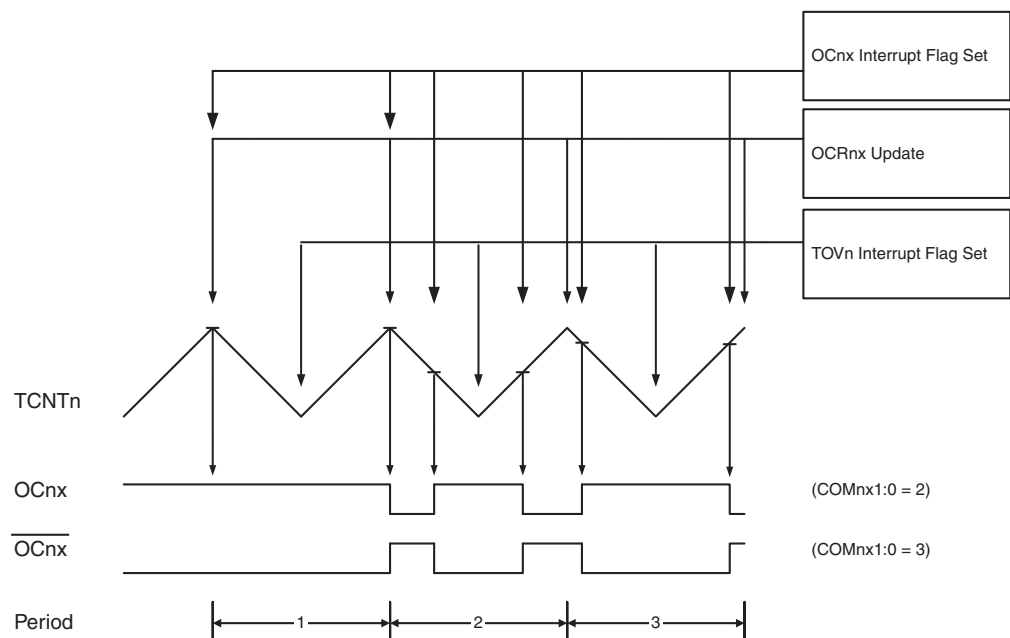 OCnx Interrupt Flag Set
OCRnx Update
TOVn Interrupt Flag Set
TCNTn
OCnx
(COMnx1:0 = 2)
OCnx
(COMnx1:0 = 3)
Period
1
2
3